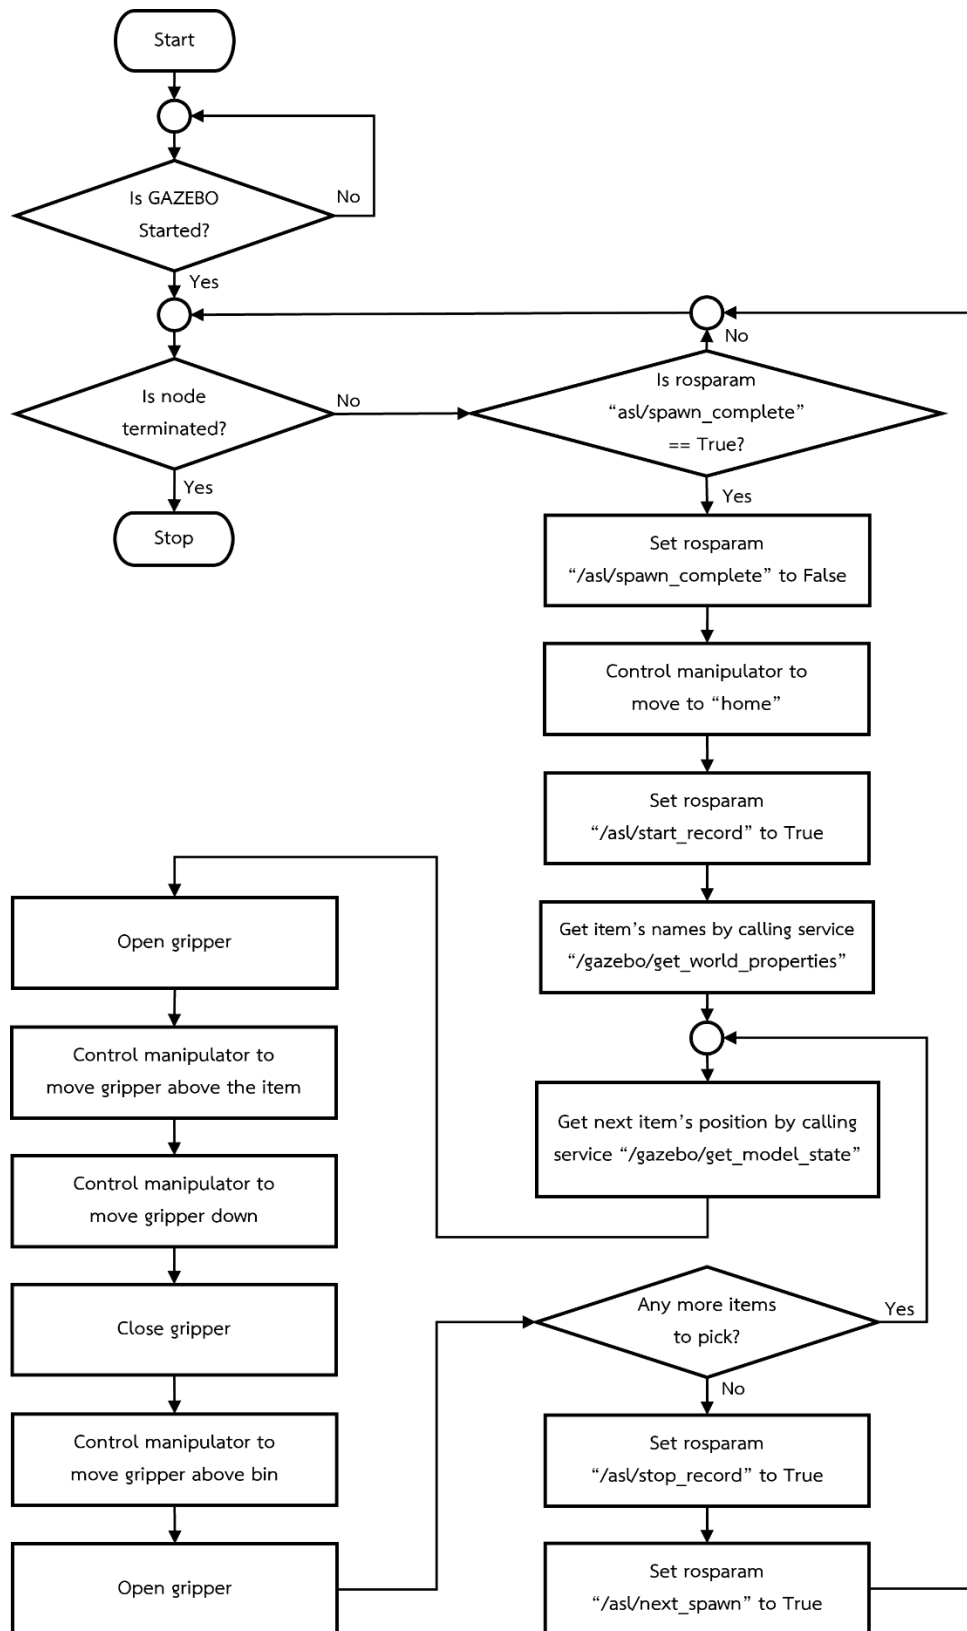 Start
Is GAZEBO
Started?
No
Yes
Is node
terminated?
No
Yes
Stop
No
Is rosparam
“asl/spawn_complete”
== True?
Yes
Set rosparam
“/asl/spawn_complete” to False
Control manipulator to
move to “home”
Set rosparam
“/asl/start_record” to True
Get item’s names by calling service
“/gazebo/get_world_properties”
Get next item’s position by calling
service “/gazebo/get_model_state”
Open gripper
Control manipulator to
move gripper above the item
Control manipulator to
move gripper down
Close gripper
Control manipulator to
move gripper above bin
Open gripper
Any more items
to pick?
Yes
No
Set rosparam
“/asl/stop_record” to True
Set rosparam
“/asl/next_spawn” to True